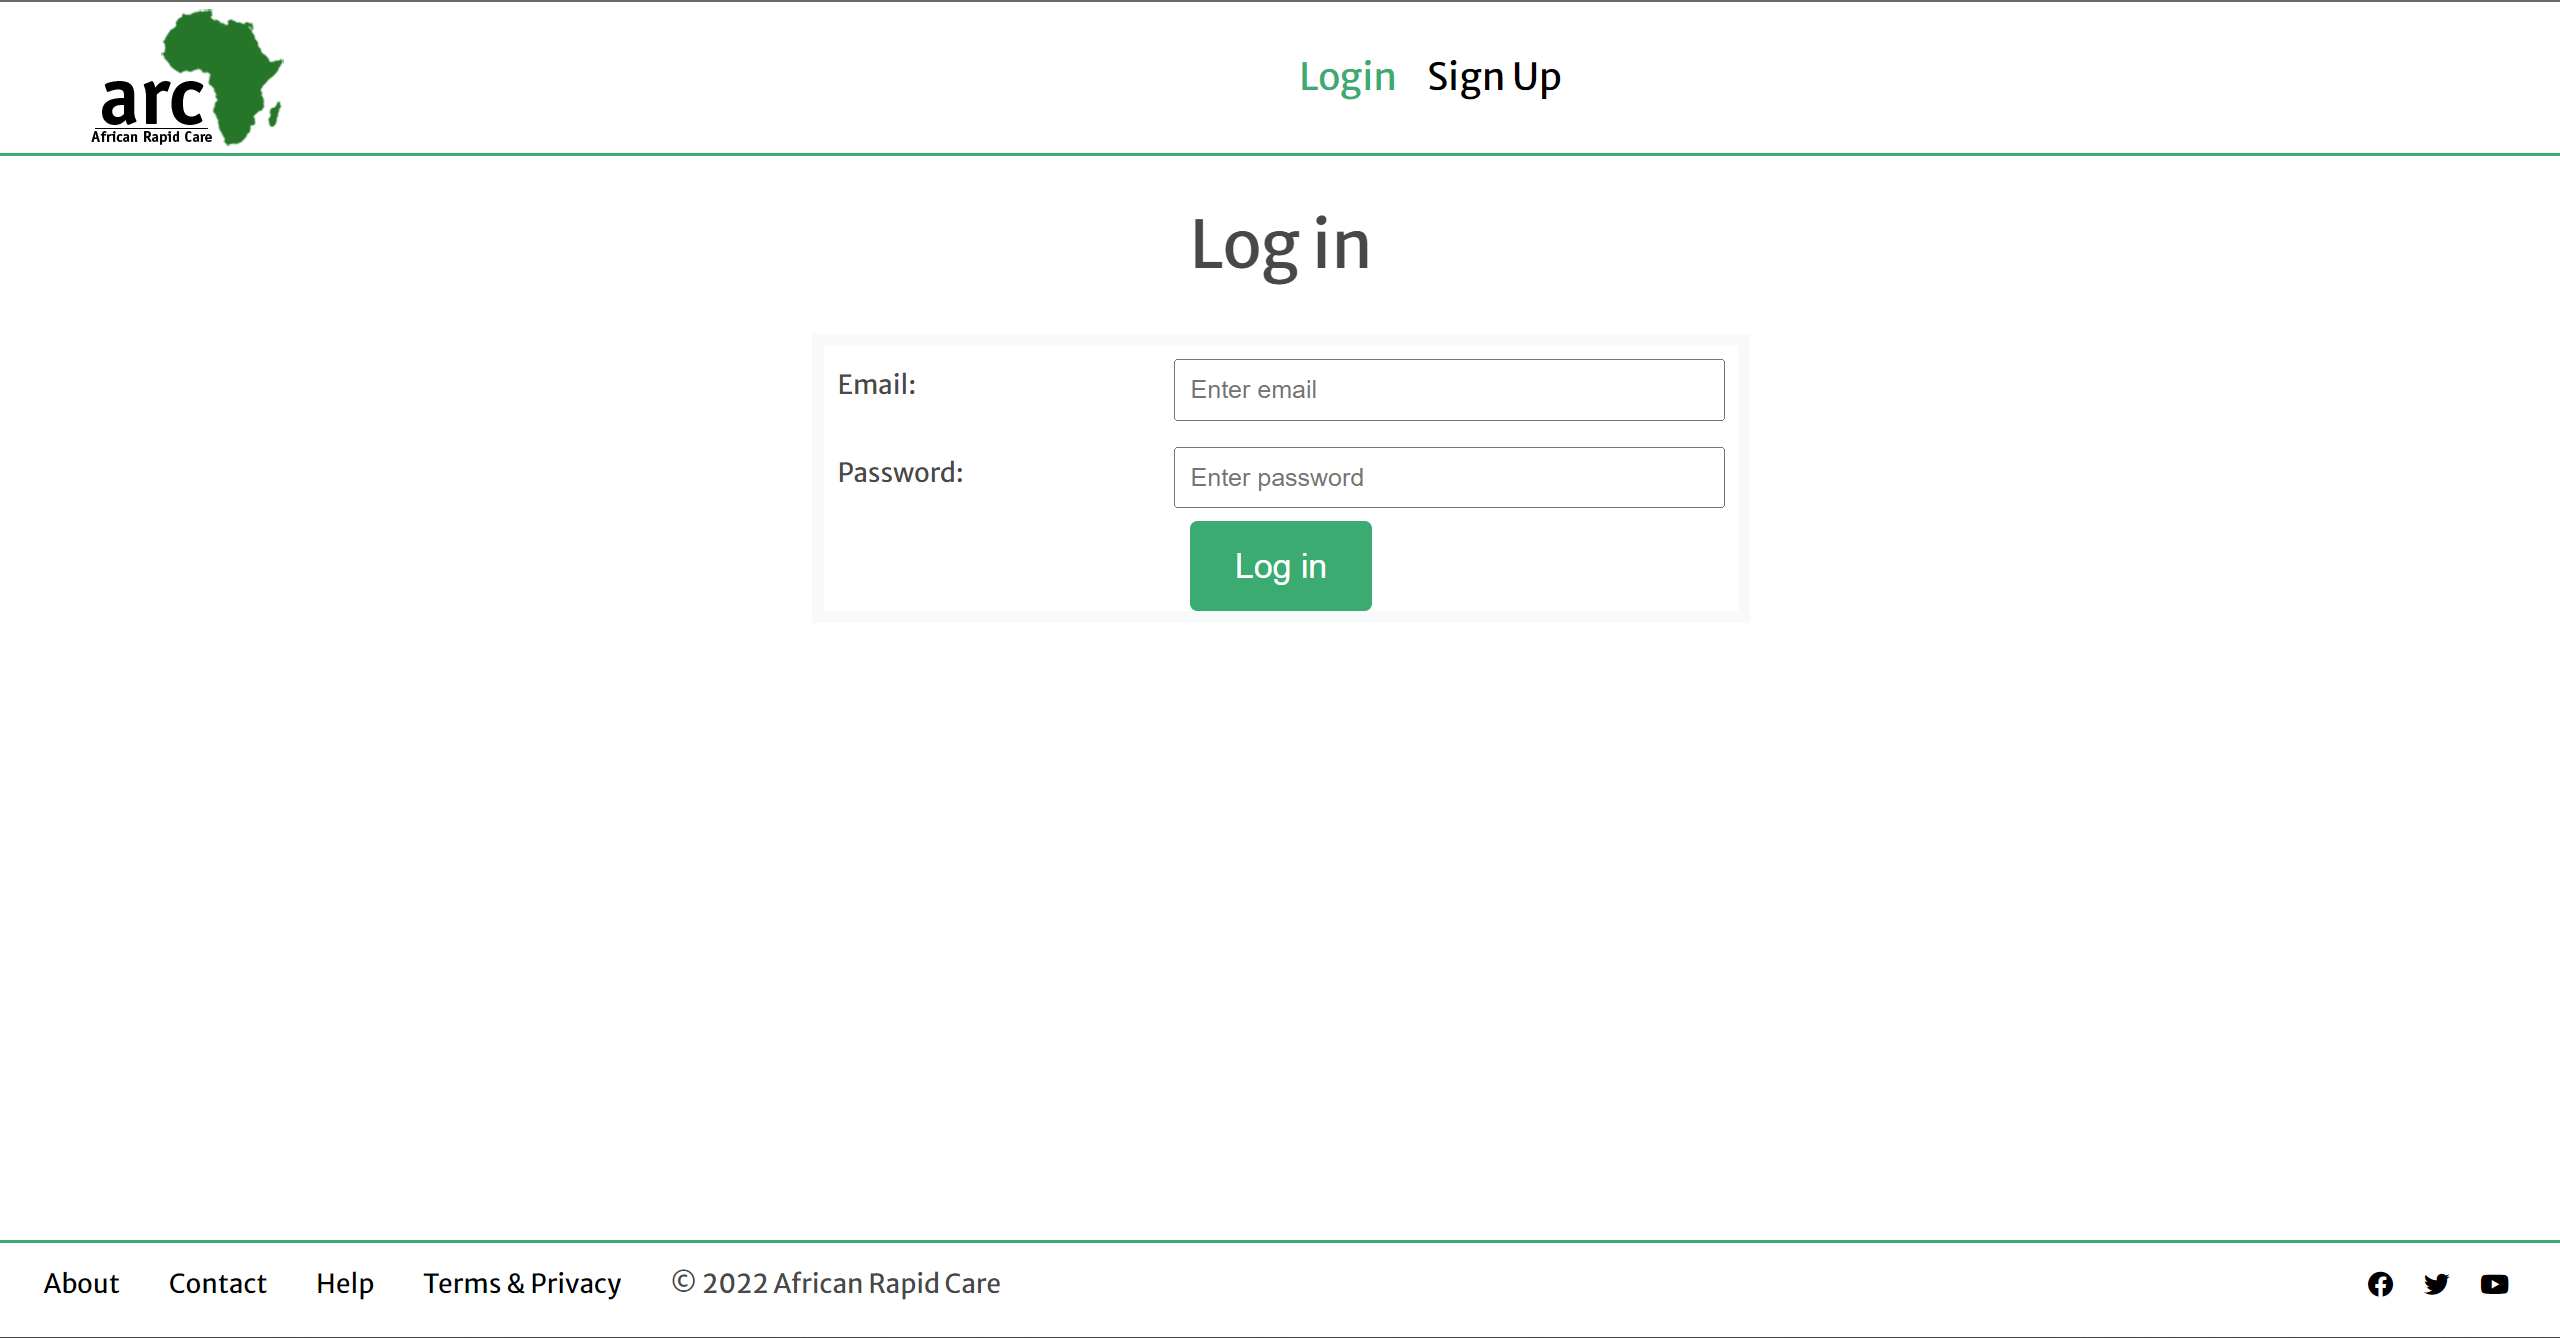 arc
African Rapid Care
Login Sign Up
Log in
Email: Enter email
Password: Enter password
Log in
About Contact Help Terms & Privacy © 2022 African Rapid Care